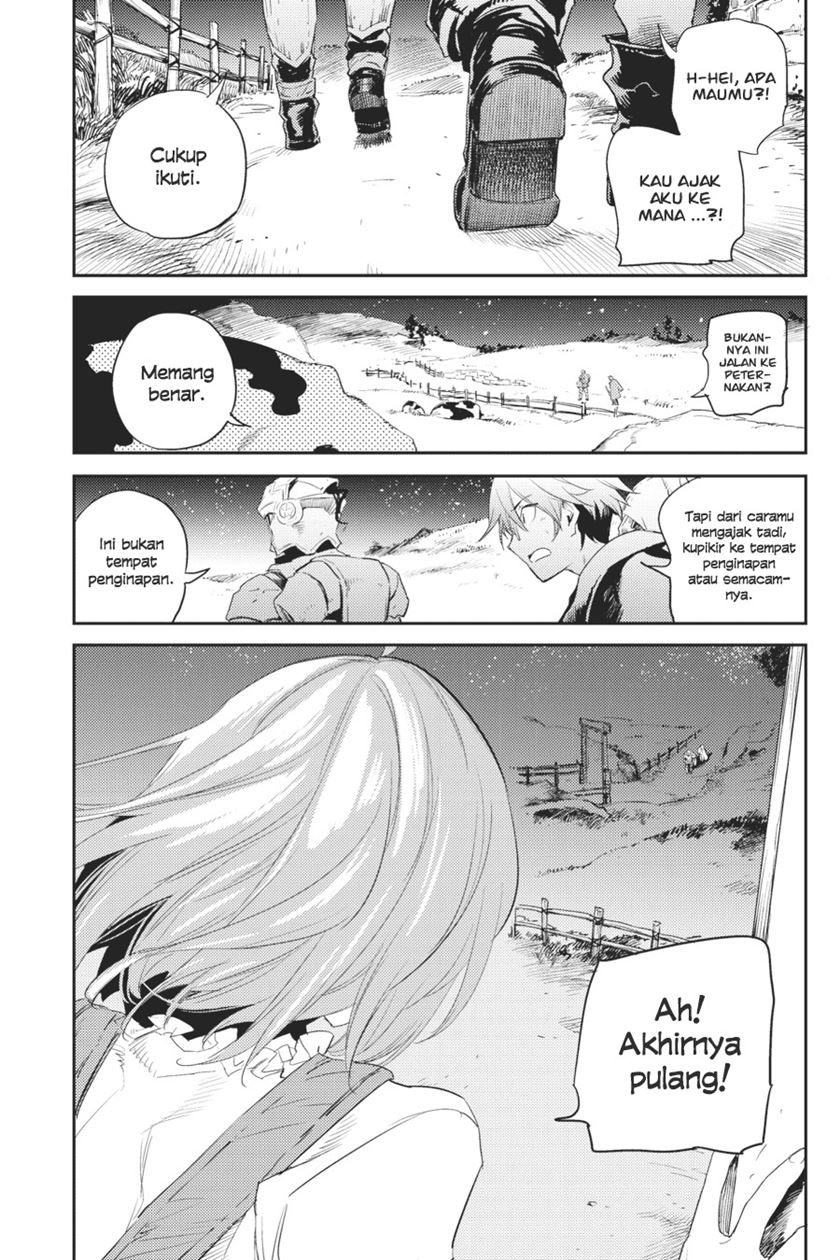 H-HEI, APA
MAUMU?!
KAU AJAK
AKU KE
MANA ...?!
Cukup
ikuti.
BUKAN-
NYA INI
JALAN KE
PETER-
NAKAN?
Memang
benar.
Tapi dari caramu
mengajak tadi,
kupikir ke tempat
penginapan
atau semacam-
nya.
Ini bukan
tempat
penginapan.
Ah!
Akhirnya
pulang!